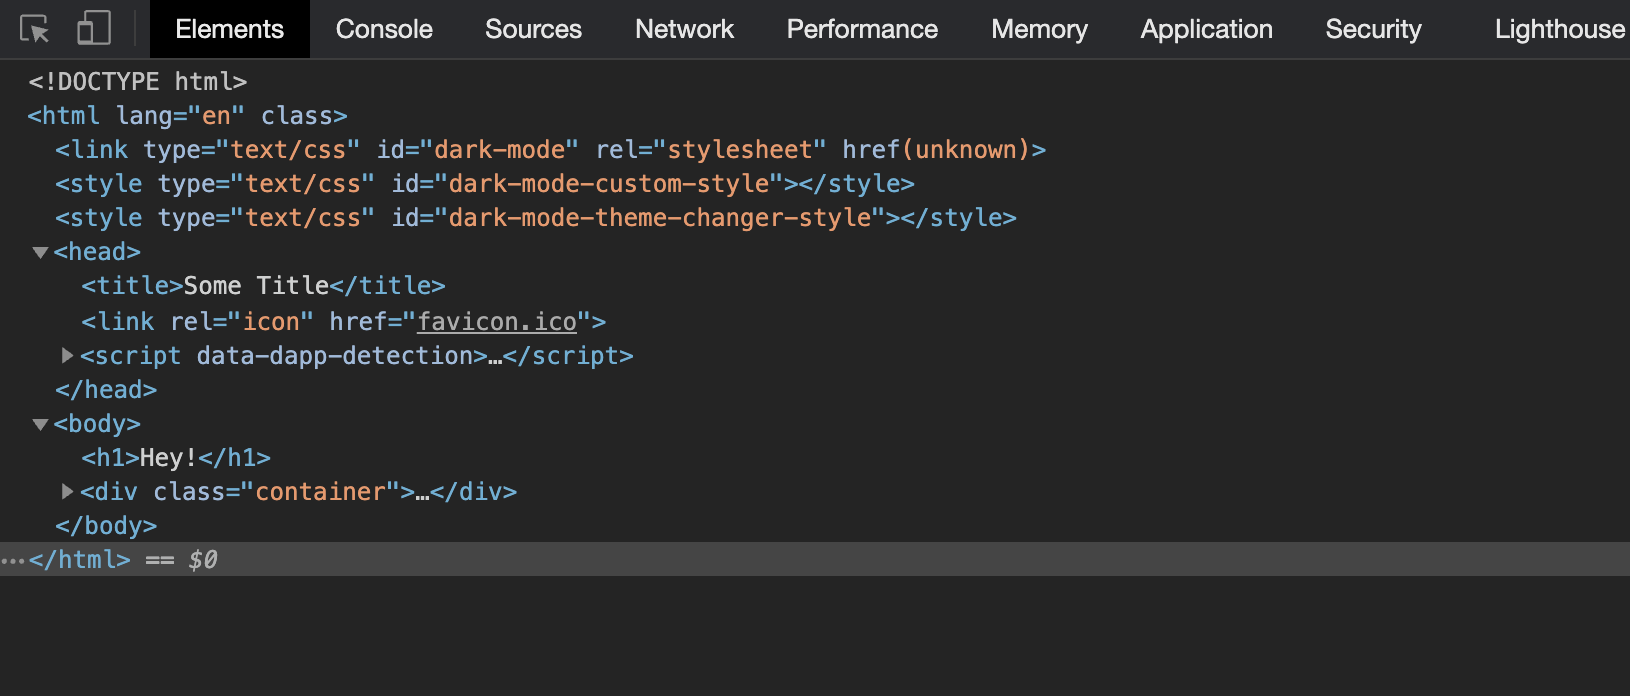 Elements Console Sources Network Performance Memory Application Security Lighthouse
<!DOCTYPE html>
<html lang="en" class>
<link type="text/css" id="dark-mode" rel="stylesheet" href(unknown)>
<style type="text/css" id="dark-mode-custom-style"></style>
<style type="text/css" id="dark-mode-theme-changer-style"></style>
<head>
<title>Some Title</title>
<link rel="icon" href="favicon.ico">
<script data-dapp-detection>…</script>
</head>
<body>
<h1>Hey!</h1>
<div class="container">…</div>
</body>
…</html> == $0